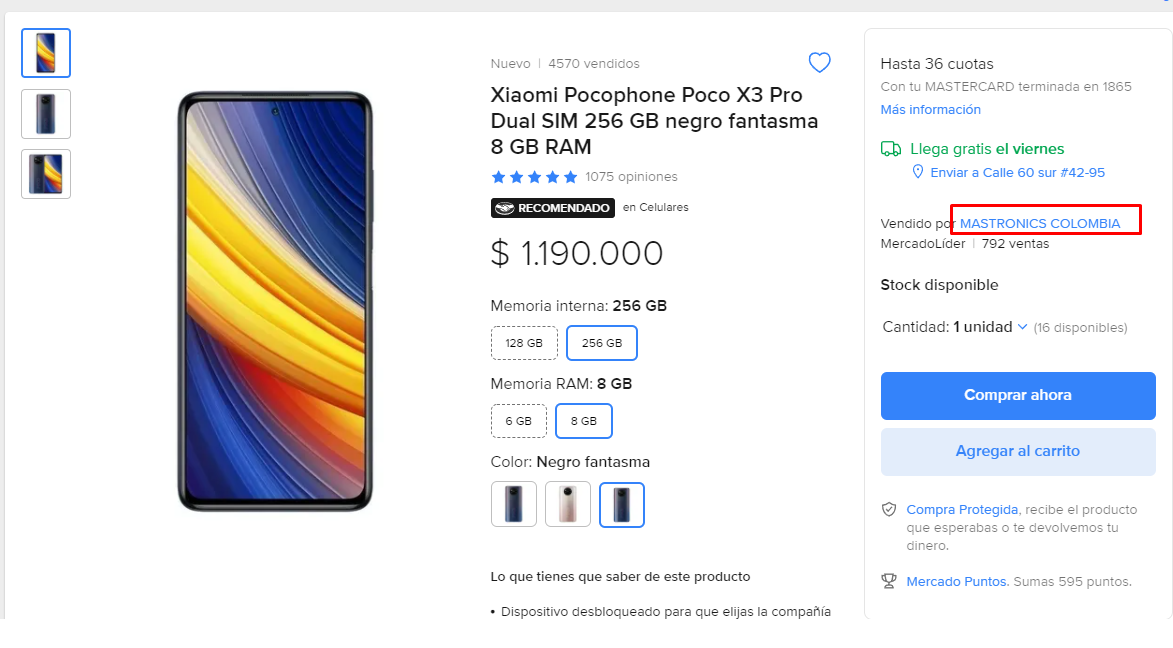 Nuevo | 4570 vendidos
Xiaomi Pocophone Poco X3 Pro
Dual SIM 256 GB negro fantasma
8 GB RAM
1075 opiniones
RECOMENDADO en Celulares
$ 1.190.000
Memoria interna: 256 GB
128 GB
256 GB
Memoria RAM: 8 GB
6 GB
8 GB
Color: Negro fantasma
Lo que tienes que saber de este producto
• Dispositivo desbloqueado para que elijas la compañía
Hasta 36 cuotas
Con tu MASTERCARD terminada en 1865
Más información
Llega gratis el viernes
Enviar a Calle 60 sur #42-95
Vendido por MASTRONICS COLOMBIA
MercadoLíder | 792 ventas
Stock disponible
Cantidad: 1 unidad (16 disponibles)
Comprar ahora
Agregar al carrito
Compra Protegida, recibe el producto
que esperabas o te devolvemos tu
dinero.
Mercado Puntos. Sumas 595 puntos.